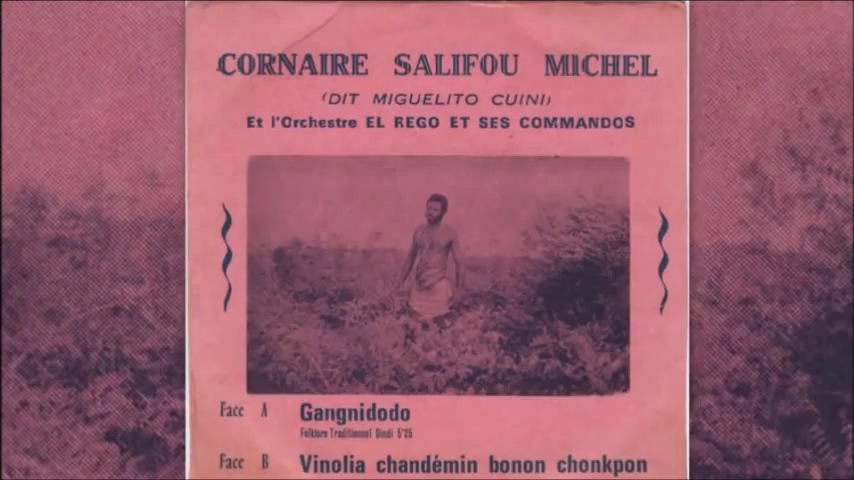 CORNAIRE SALIFOU MICHEL
(DIT MIGUELITO CUINI)
Et l'Orchestre EL REGO ET SES COMMANDOS
Face A Gangnidodo
Folklore Traditionnel Dindi 5'25
Face B Vinolia chandémin bonon chonkpon